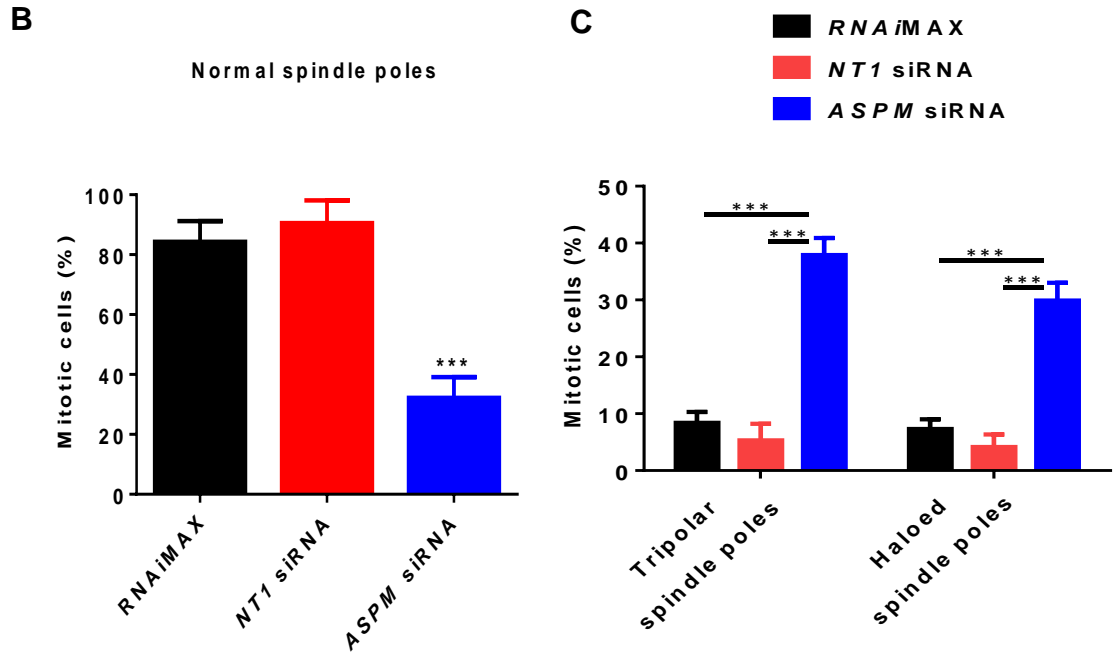 B
Normal spindle poles
Mitotic cells (%)
100
80
60
40
20
0
***
RNAiMAX
NT1 siRNA
ASPM siRNA
C
RNAiMAX
NT1 siRNA
ASPM siRNA
Mitotic cells (%)
50
40
30
20
10
0
***
***
***
***
Tripolar
spindle poles
Haloed
spindle poles